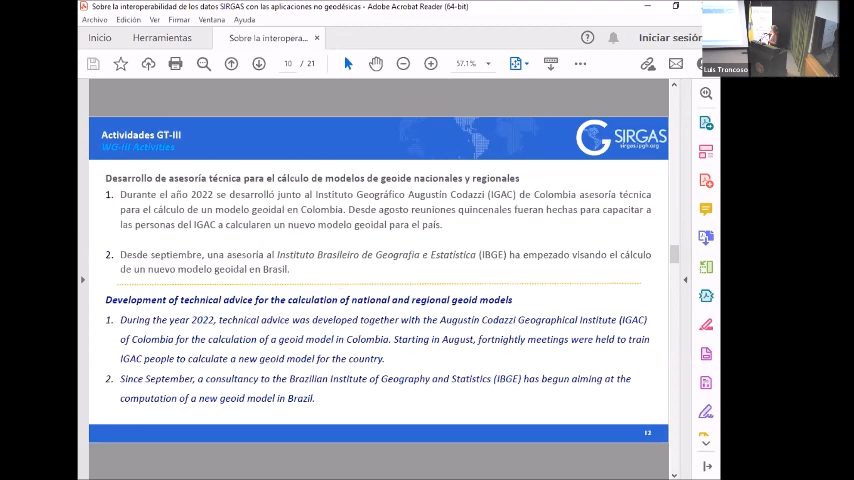 Sobre la interoperabilidad de los datos SIRGAS con las aplicaciones no geodésicas - Adobe Acrobat Reader (64-bit)
Archivo Edición Ver Firmar Ventana Ayuda
Inicio Herramientas Sobre la interopera... × Iniciar sesión
10 / 21 57.1%
Luis Troncoso
Actividades GT-III
WG-III Activities
SIRGAS
sirgas.ipgh.org
Desarrollo de asesoría técnica para el cálculo de modelos de geoide nacionales y regionales
1. Durante el año 2022 se desarrolló junto al Instituto Geográfico Augustín Codazzi (IGAC) de Colombia asesoría técnica
para el cálculo de un modelo geoidal en Colombia. Desde agosto reuniones quincenales fueran hechas para capacitar a
las personas del IGAC a calcularen un nuevo modelo geoidal para el país.
2. Desde septiembre, una asesoría al Instituto Brasileiro de Geografia e Estatística (IBGE) ha empezado visando el cálculo
de un nuevo modelo geoidal en Brasil.
Development of technical advice for the calculation of national and regional geoid models
1. During the year 2022, technical advice was developed together with the Augustín Codazzi Geographical Institute (IGAC)
of Colombia for the calculation of a geoid model in Colombia. Starting in August, fortnightly meetings were held to train
IGAC people to calculate a new geoid model for the country.
2. Since September, a consultancy to the Brazilian Institute of Geography and Statistics (IBGE) has begun aiming at the
computation of a new geoid model in Brazil.
13